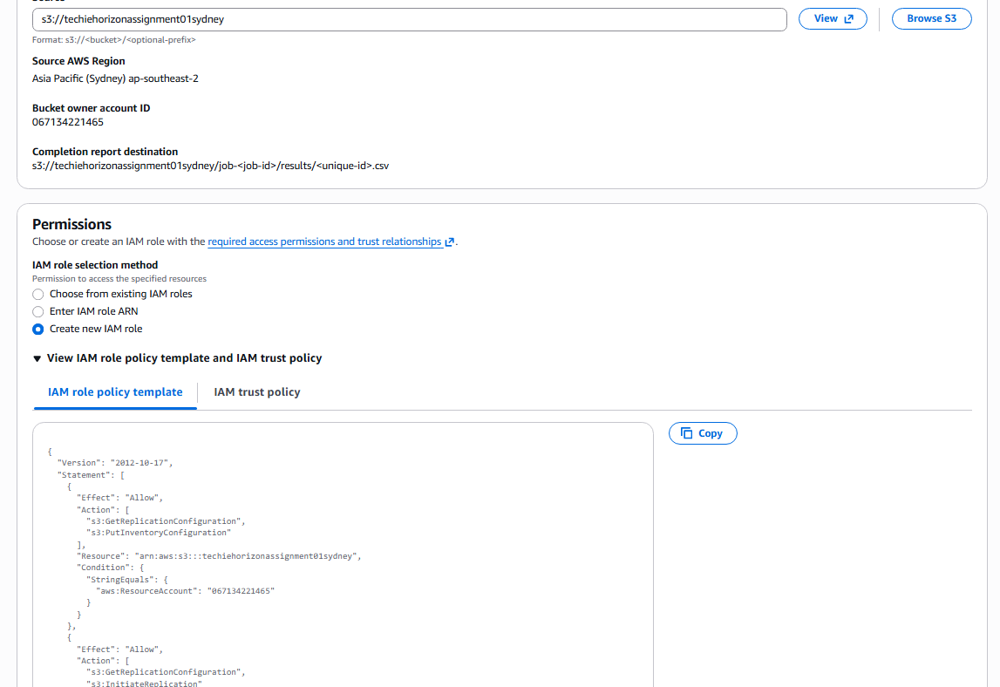 s3://techiehorizonassignment01sydney
View
Browse S3
Format: s3://<bucket>/<optional-prefix>
Source AWS Region
Asia Pacific (Sydney) ap-southeast-2
Bucket owner account ID
067134221465
Completion report destination
s3://techiehorizonassignment01sydney/job-<job-id>/results/<unique-id>.csv
Permissions
Choose or create an IAM role with the required access permissions and trust relationships.
IAM role selection method
Permission to access the specified resources
Choose from existing IAM roles
Enter IAM role ARN
Create new IAM role
View IAM role policy template and IAM trust policy
IAM role policy template
IAM trust policy
Copy
{
"Version": "2012-10-17",
"Statement": [
{
"Effect": "Allow",
"Action": [
"s3:GetReplicationConfiguration",
"s3:PutInventoryConfiguration"
],
"Resource": "arn:aws:s3:::techiehorizonassignment01sydney",
"Condition": {
"StringEquals": {
"aws:ResourceAccount": "067134221465"
}
}
},
{
"Effect": "Allow",
"Action": [
"s3:GetReplicationConfiguration",
"s3:InitiateReplication"